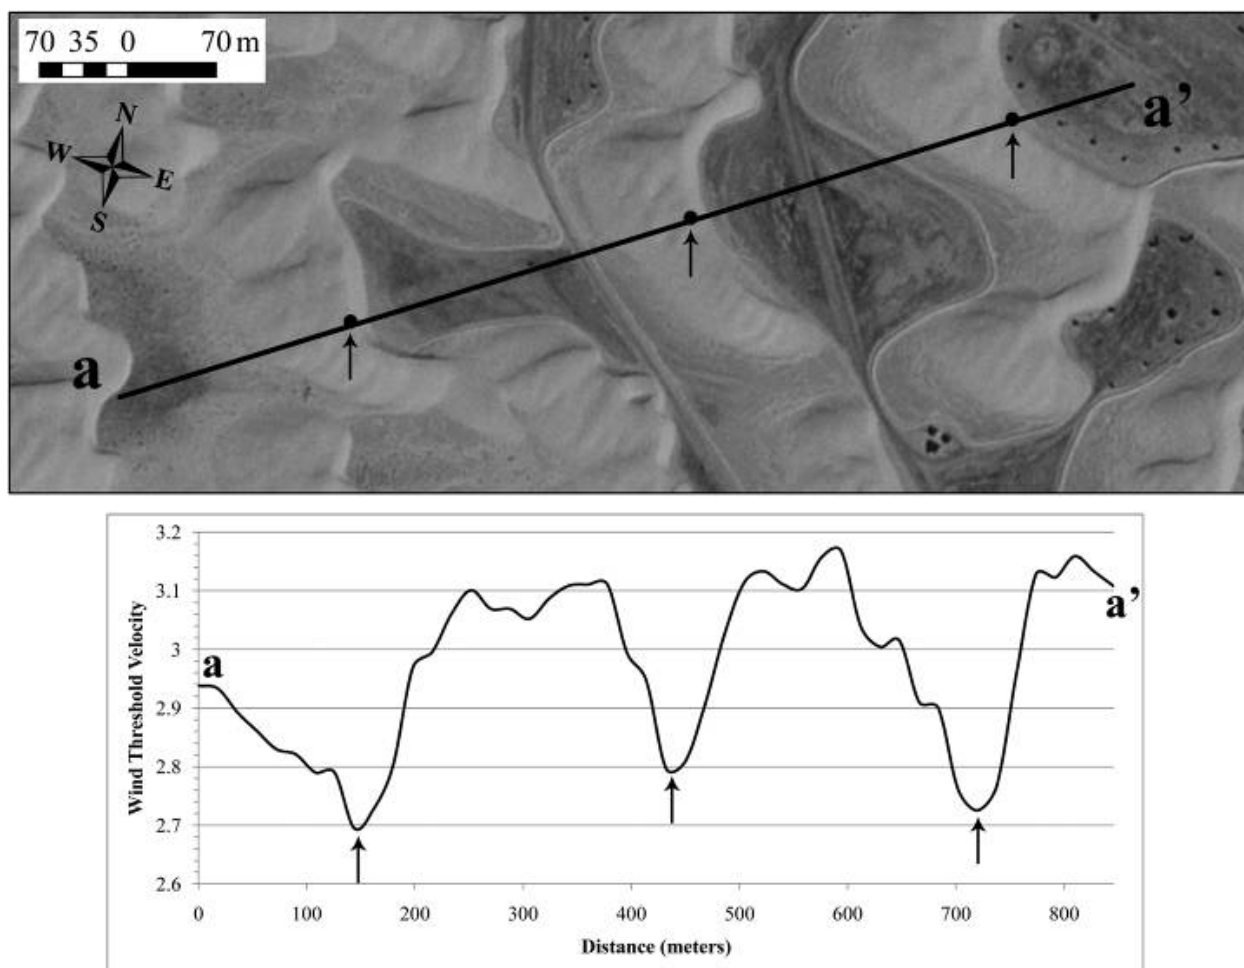 70 35 0 70 m
N
W
E
S
a
a’
3.2
3.1
3
2.9
2.8
2.7
2.6
Wind Threshold Velocity
a
a’
0 100 200 300 400 500 600 700 800
Distance (meters)